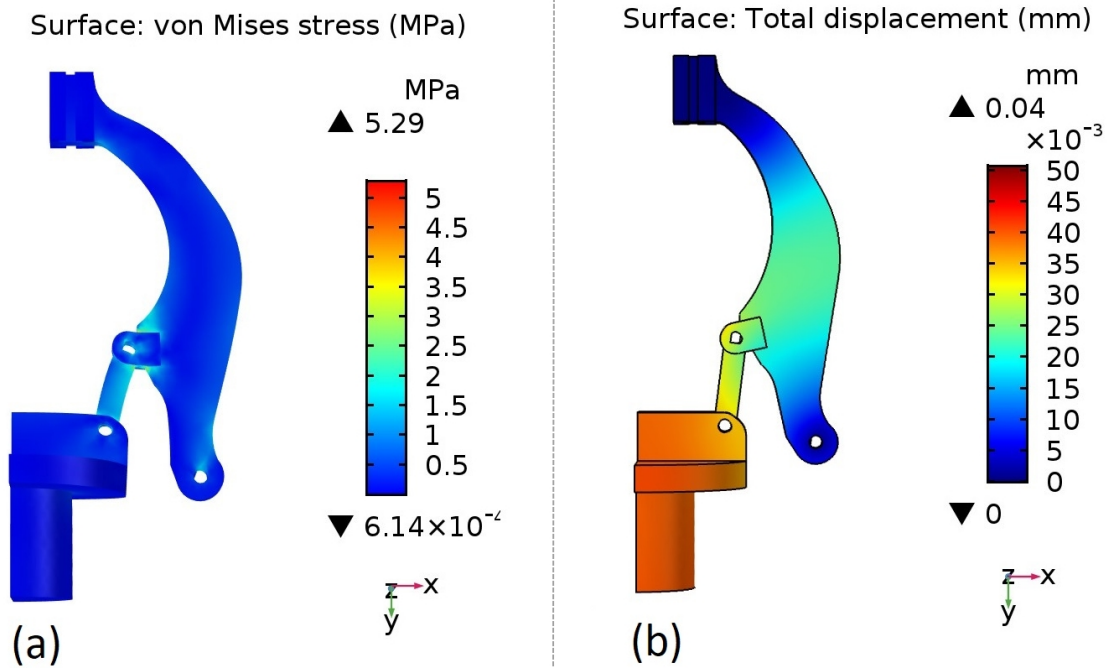 Surface: von Mises stress (MPa)
MPa
▲ 5.29
5
4.5
4
3.5
3
2.5
2
1.5
1
0.5
▼ 6.14×10⁻⁴
z x
y
(a)
Surface: Total displacement (mm)
mm
▲ 0.04
×10⁻³
50
45
40
35
30
25
20
15
10
5
0
▼ 0
z x
y
(b)